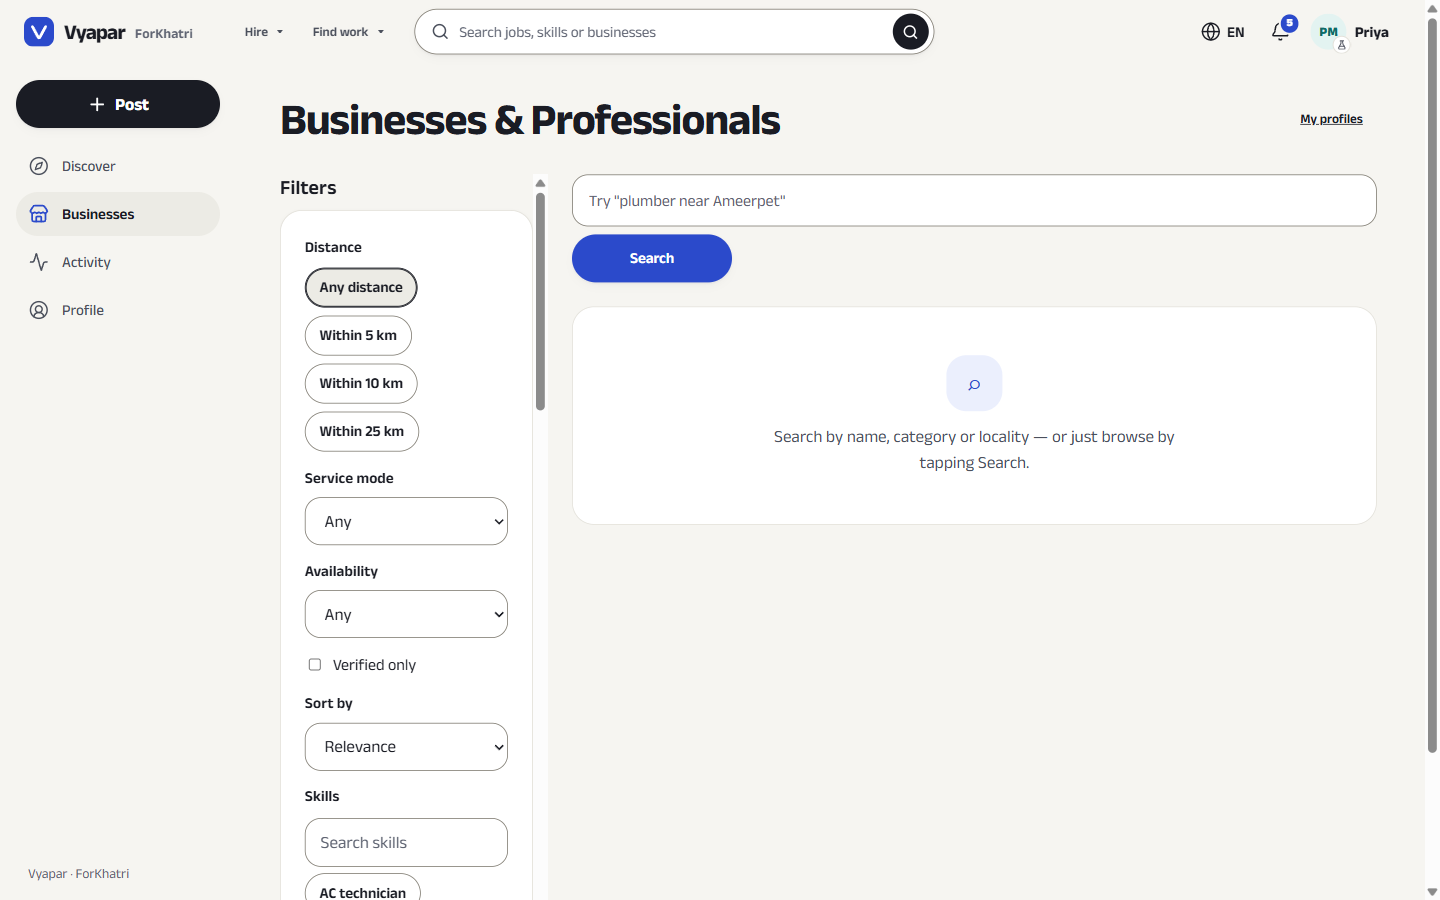 Vyapar ForKhatri
Hire
Find work
Search jobs, skills or businesses
EN
5
PM
Priya
Post
Discover
Businesses
Activity
Profile
Vyapar · ForKhatri
Businesses & Professionals
My profiles
Filters
Distance
Any distance
Within 5 km
Within 10 km
Within 25 km
Service mode
Any
Availability
Any
Verified only
Sort by
Relevance
Skills
Search skills
AC technician
Try "plumber near Ameerpet"
Search
Search by name, category or locality — or just browse by
tapping Search.